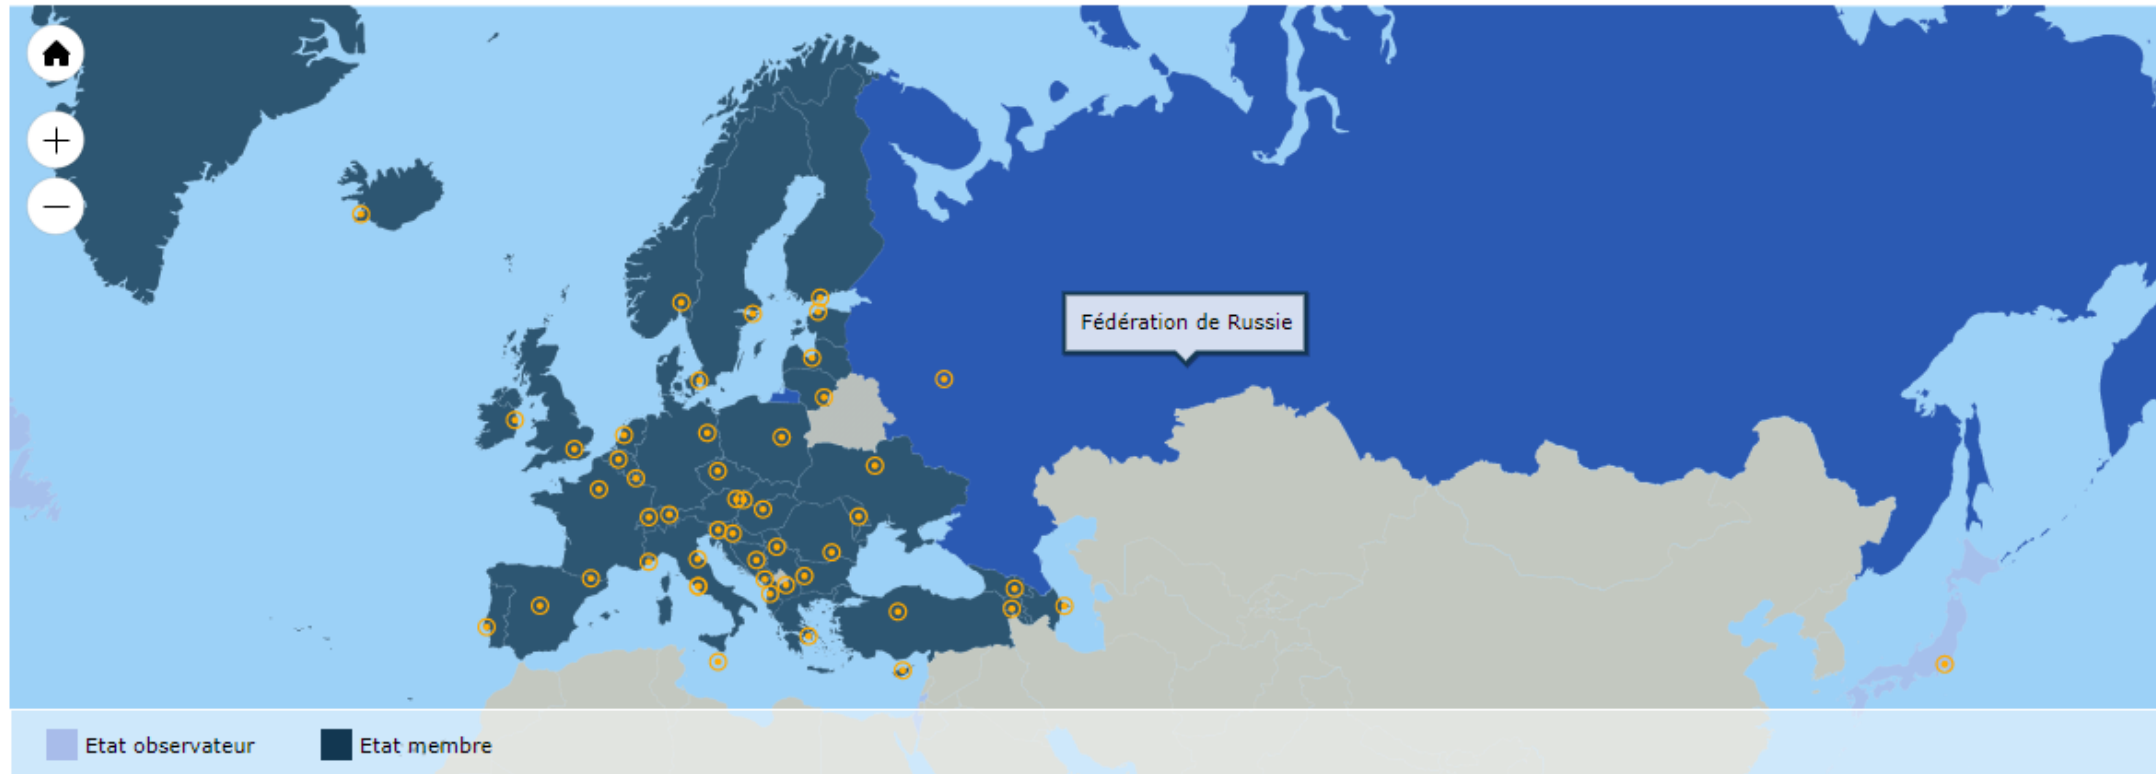 Fédération de Russie
Etat observateur
Etat membre